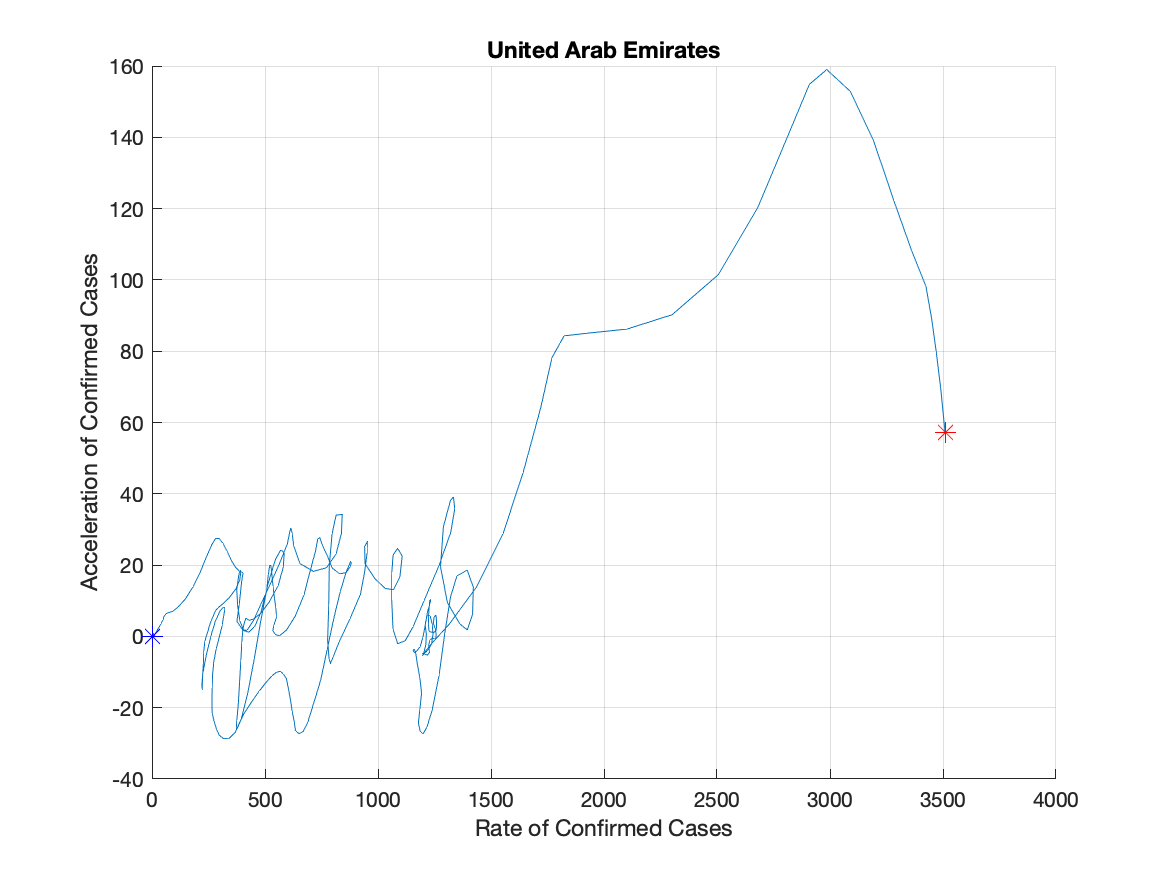 United Arab Emirates
160
140
120
100
80
60
40
20
0
-20
-40
Acceleration of Confirmed Cases
0 500 1000 1500 2000 2500 3000 3500 4000
Rate of Confirmed Cases